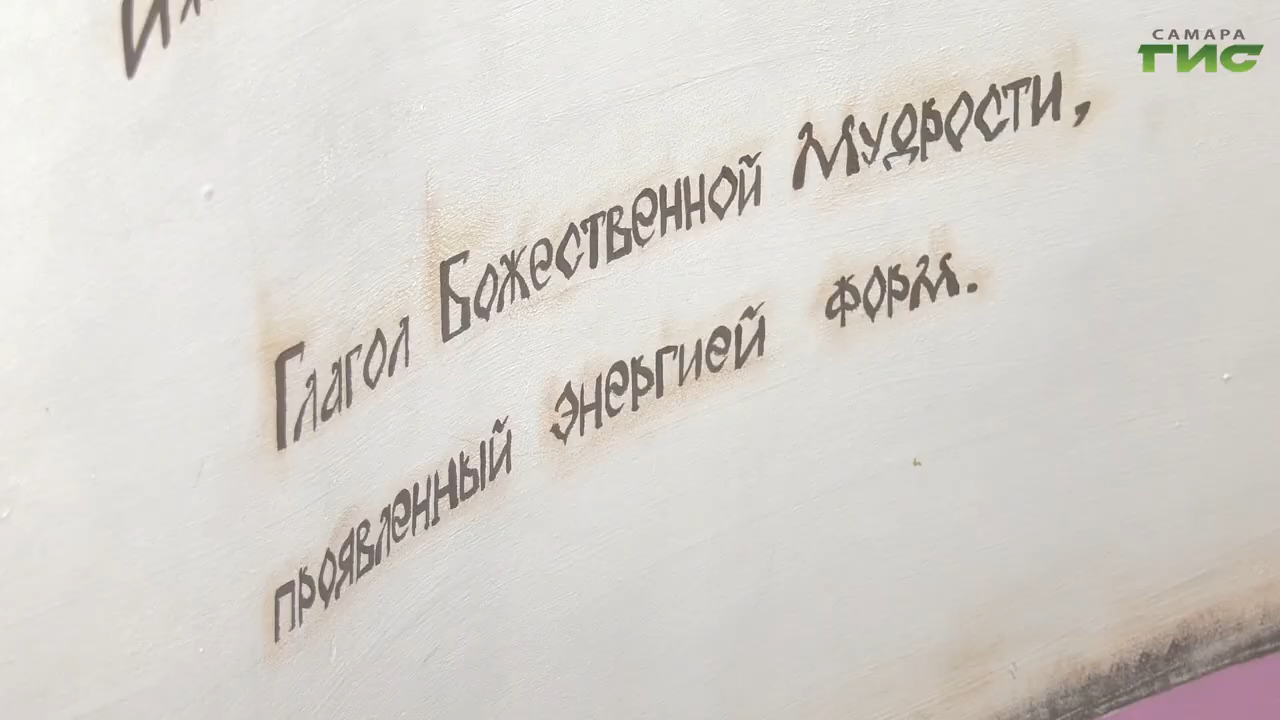 САМАРА
ГИС
Глагол Божественной Мудрости,
проявленный энергией форм.